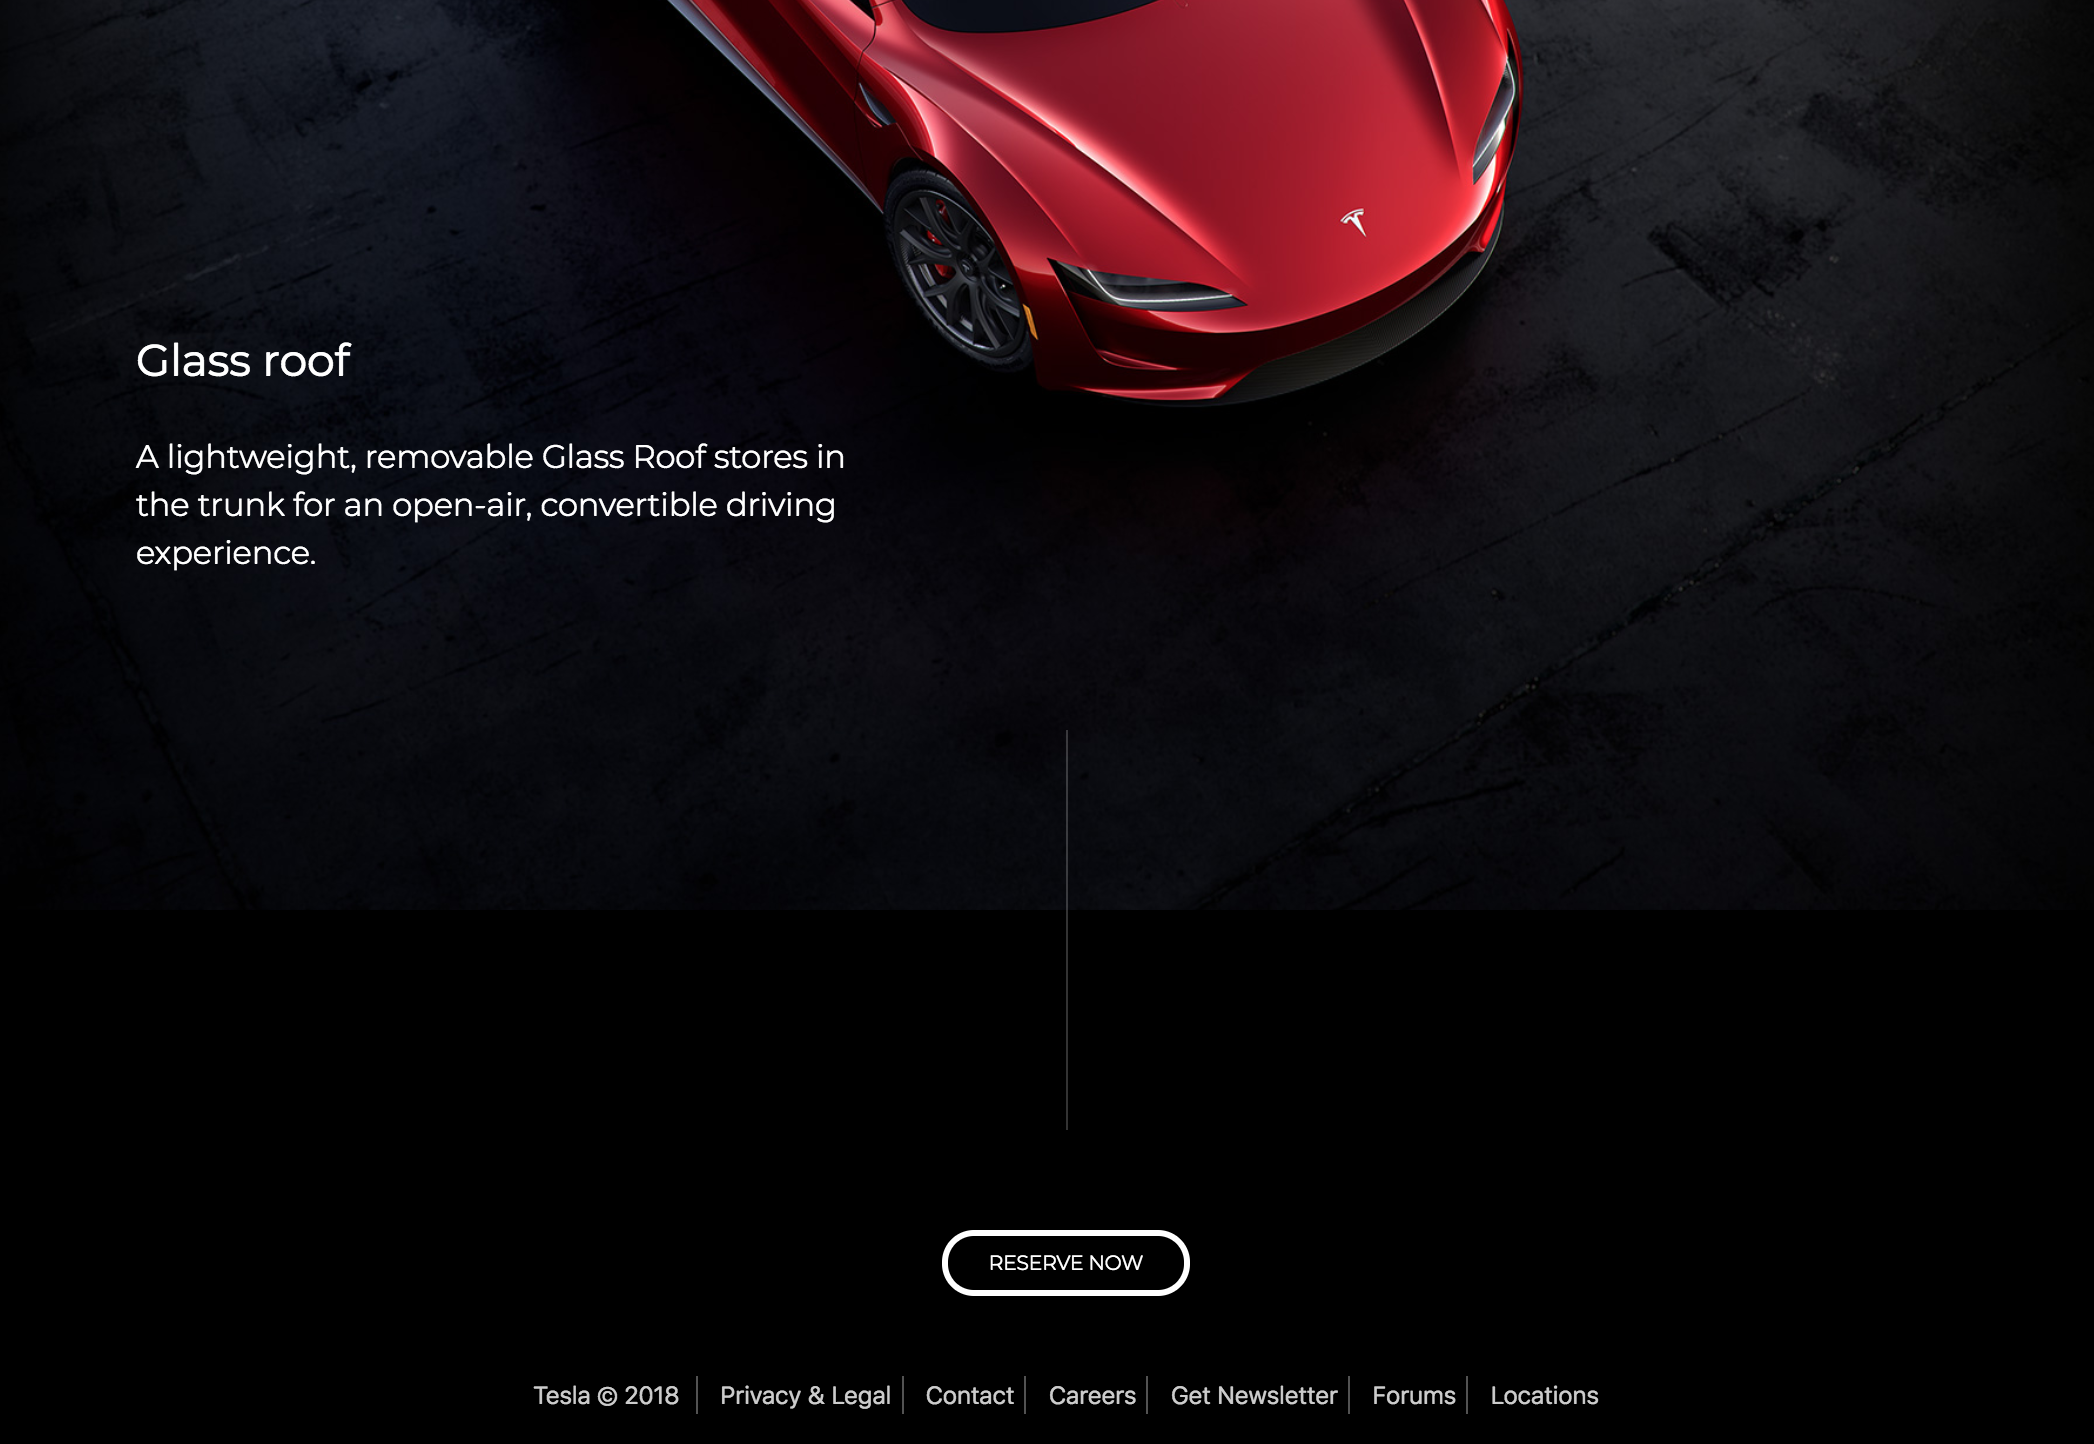 Glass roof
A lightweight, removable Glass Roof stores in
the trunk for an open-air, convertible driving
experience.
RESERVE NOW
Tesla © 2018 | Privacy & Legal | Contact | Careers | Get Newsletter | Forums | Locations